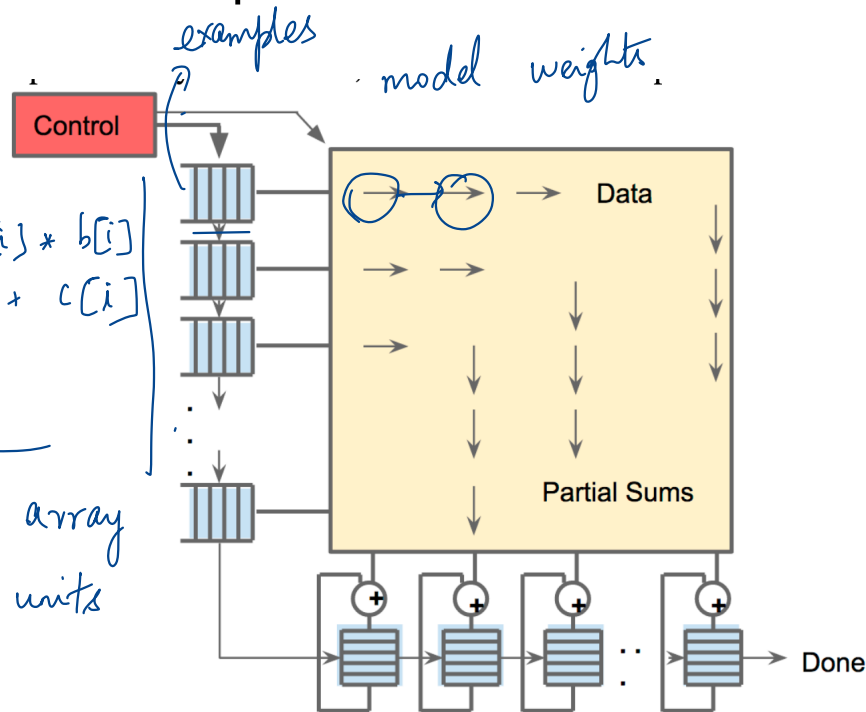 examples
model weights
Control
Data
i] * b[i]
+ c[i]
Partial Sums
array
units
+ + + +
Done